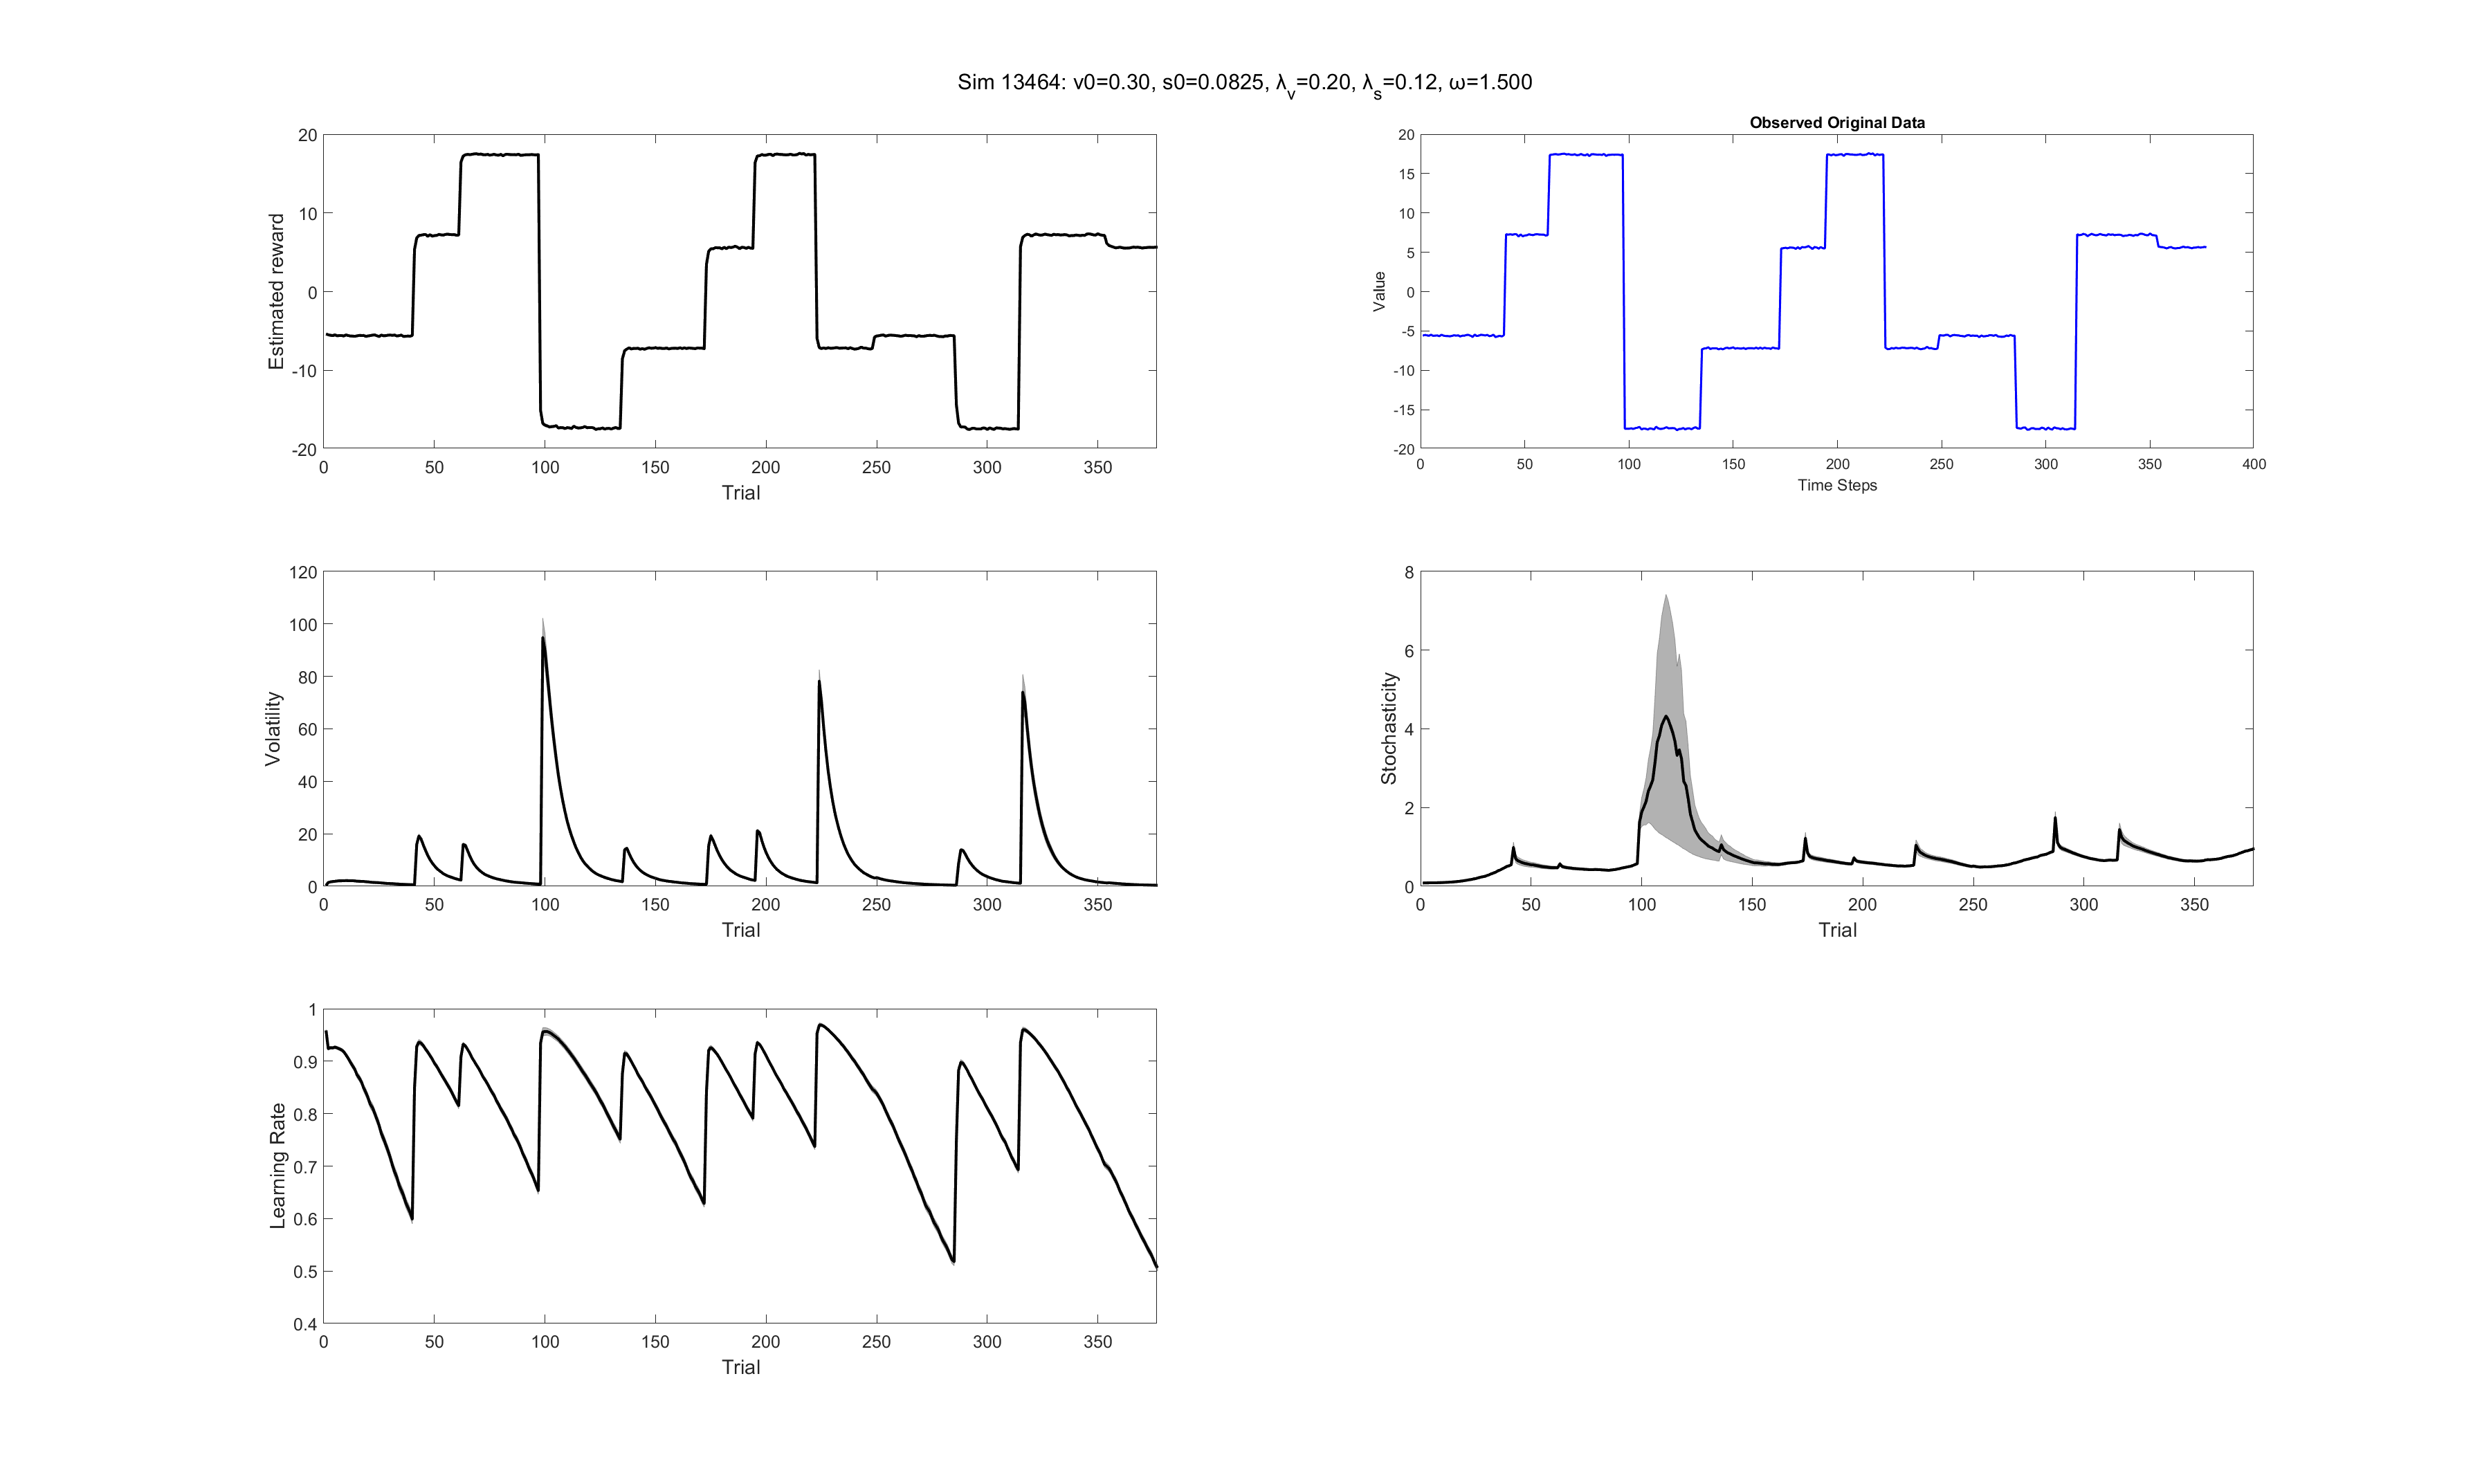 Sim 13464: v0=0.30, s0=0.0825, λv=0.20, λs=0.12, ω=1.500
Estimated reward
20
10
0
-10
-20
0 50 100 150 200 250 300 350
Trial
Observed Original Data
Value
20
15
10
5
0
-5
-10
-15
-20
0 50 100 150 200 250 300 350 400
Time Steps
Volatility
120
100
80
60
40
20
0
0 50 100 150 200 250 300 350
Trial
Stochasticity
8
6
4
2
0
0 50 100 150 200 250 300 350
Trial
Learning Rate
1
0.9
0.8
0.7
0.6
0.5
0.4
0 50 100 150 200 250 300 350
Trial